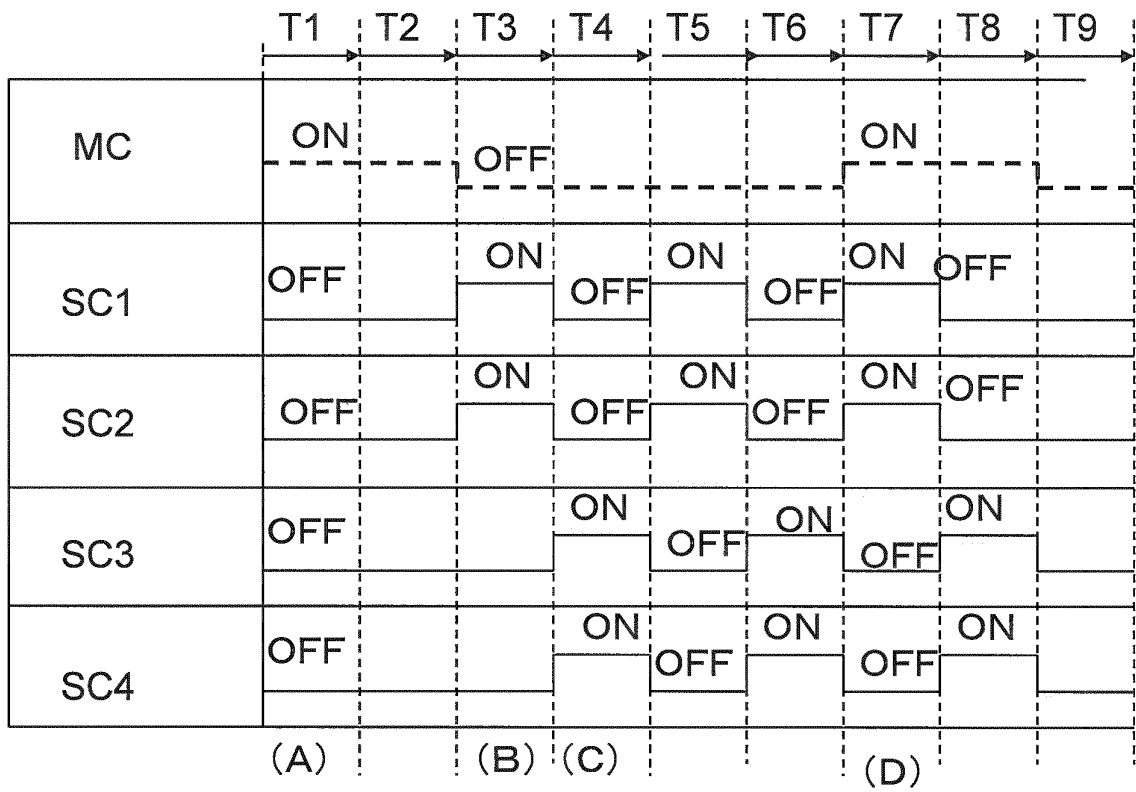 T1 T2 T3 T4 T5 T6 T7 T8 T9
MC ON OFF ON
SC1 OFF ON OFF ON OFF ON OFF
SC2 OFF ON OFF ON OFF ON OFF
SC3 OFF ON OFF ON OFF ON
SC4 OFF ON OFF ON OFF ON
(A) (B) (C) (D)